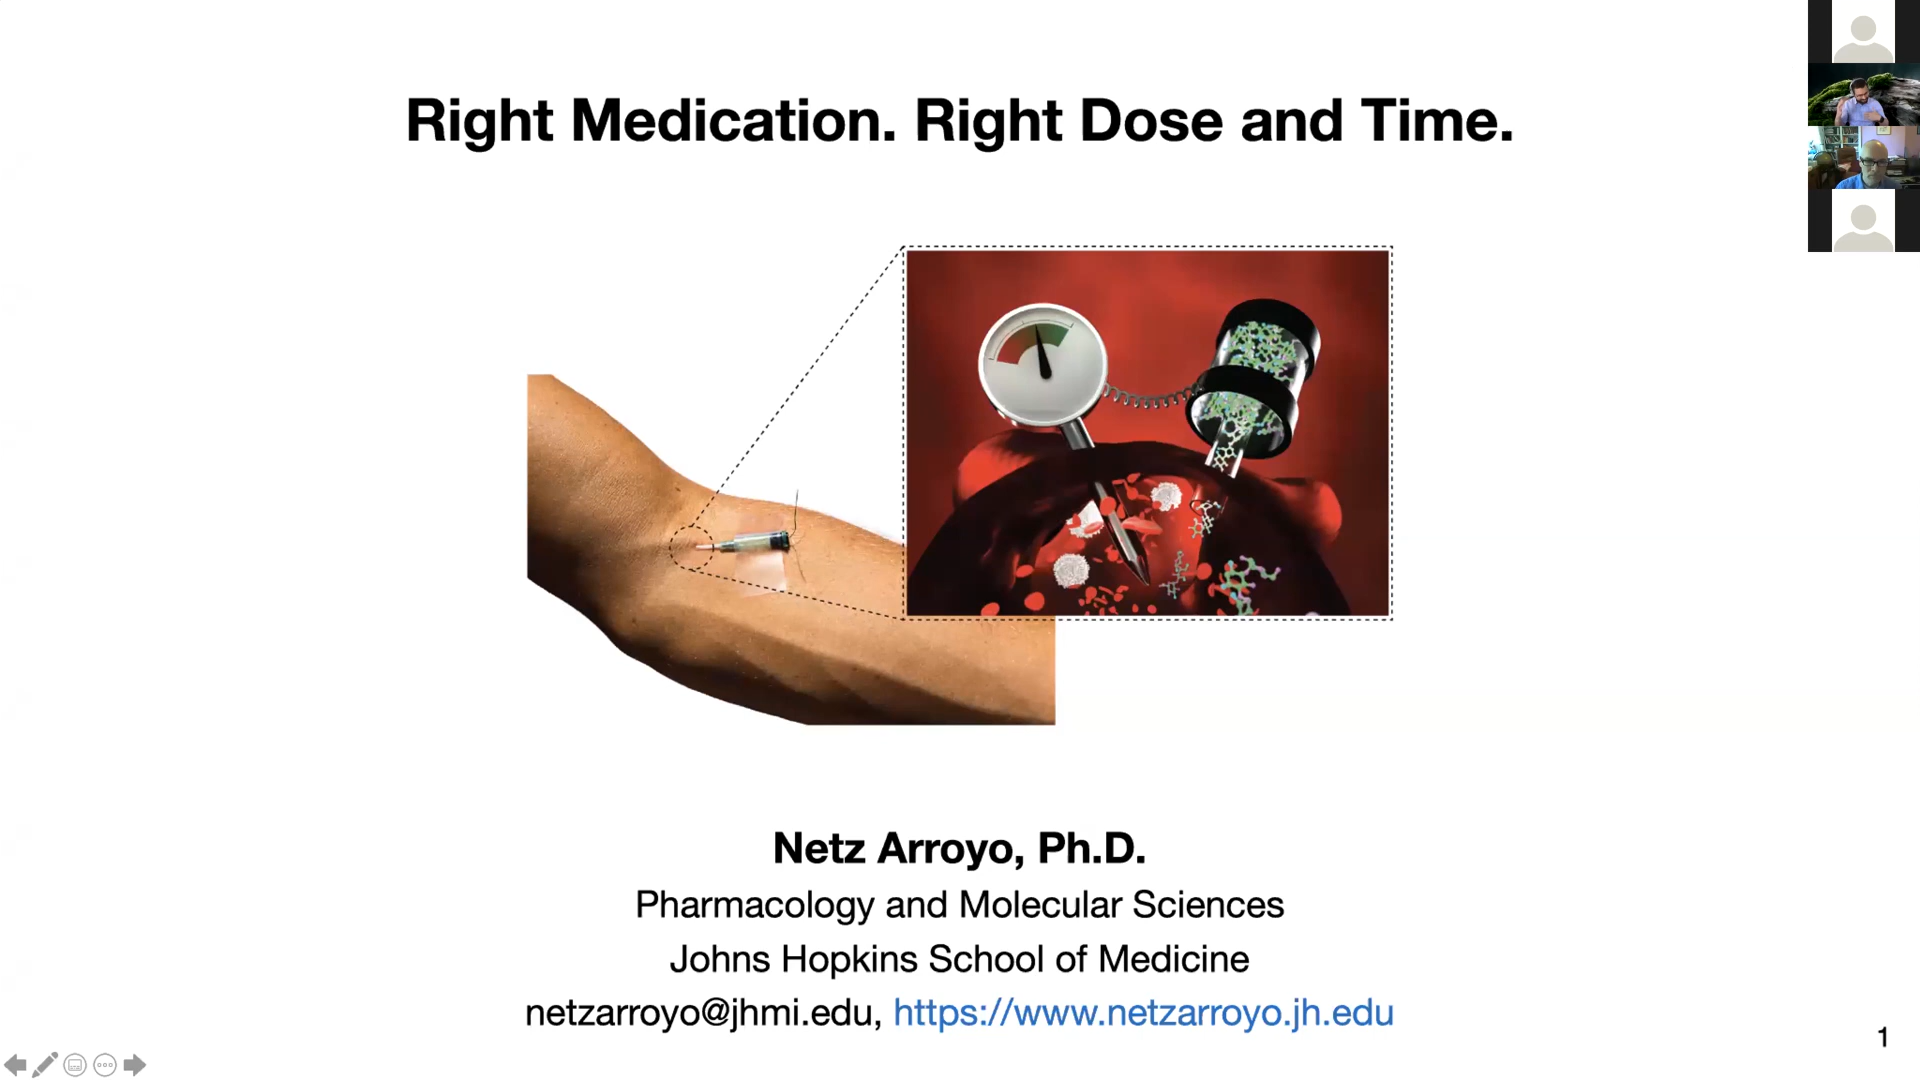 Right Medication. Right Dose and Time.
Netz Arroyo, Ph.D.
Pharmacology and Molecular Sciences
Johns Hopkins School of Medicine
netzarroyo@jhmi.edu, https://www.netzarroyo.jh.edu
1